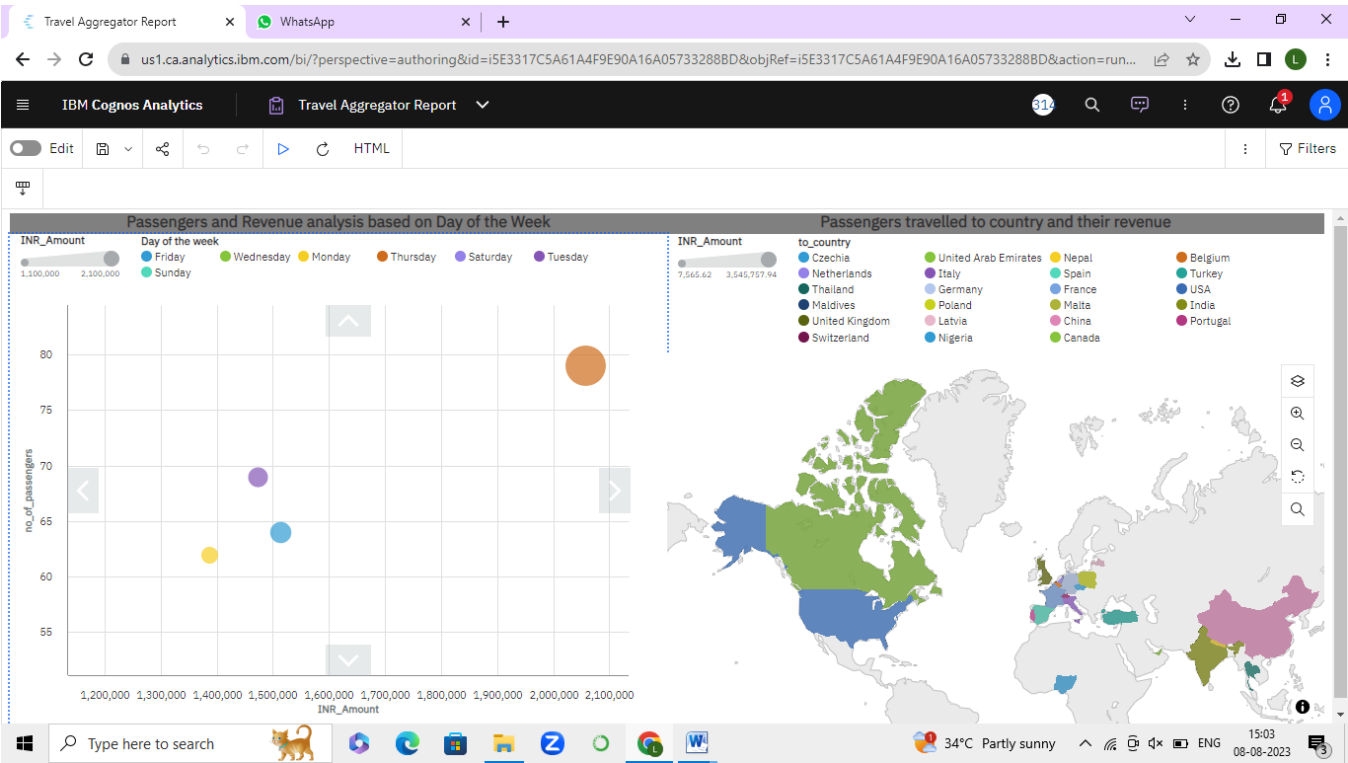 Travel Aggregator Report
WhatsApp
us1.ca.analytics.ibm.com/bi/?perspective=authoring&id=i5E3317C5A61A4F9E90A16A05733288BD&objRef=i5E3317C5A61A4F9E90A16A05733288BD&action=run...
L
IBM Cognos Analytics
Travel Aggregator Report
314
1
Edit
HTML
Filters
Passengers and Revenue analysis based on Day of the Week
INR_Amount
1,100,000 2,100,000
Day of the week
Friday Wednesday Monday Thursday Saturday Tuesday
Sunday
80
75
70
65
60
55
no_of_passengers
1,200,000 1,300,000 1,400,000 1,500,000 1,600,000 1,700,000 1,800,000 1,900,000 2,000,000 2,100,000
INR_Amount
Passengers travelled to country and their revenue
INR_Amount
7,565.62 3,545,757.94
to_country
Czechia United Arab Emirates Nepal Belgium
Netherlands Italy Spain Turkey
Thailand Germany France USA
Maldives Poland Malta India
United Kingdom Latvia China Portugal
Switzerland Nigeria Canada
Type here to search
34°C Partly sunny
ENG
15:03
08-08-2023
3